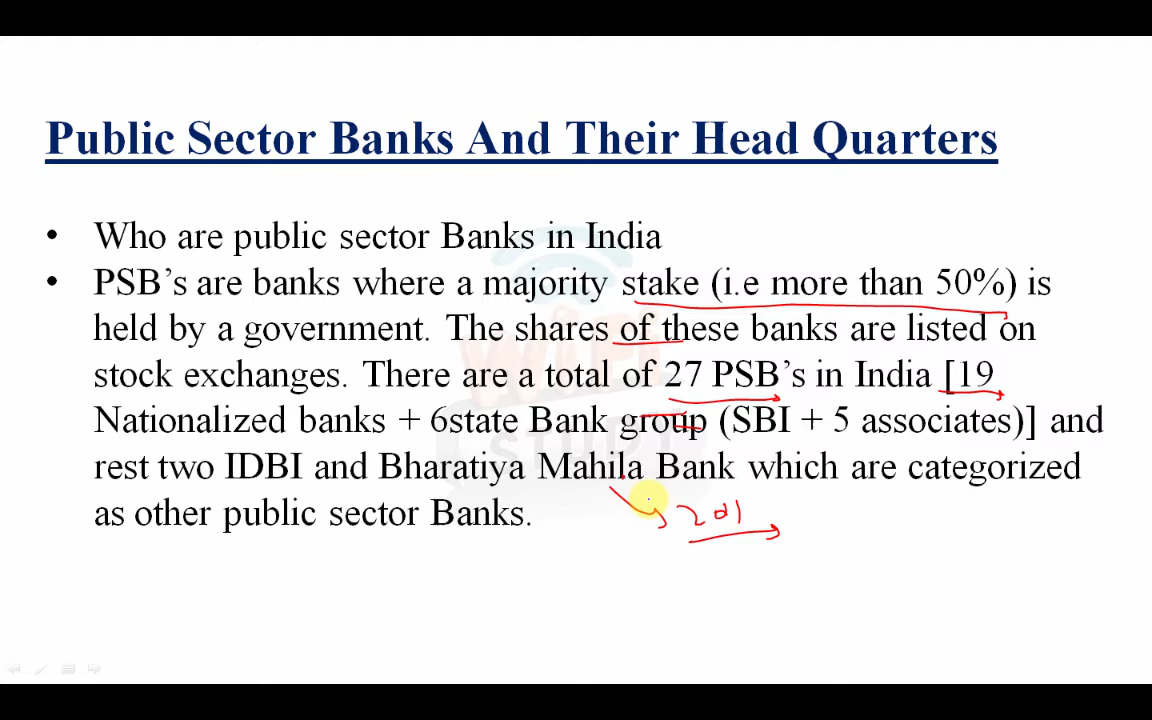 Public Sector Banks And Their Head Quarters
• Who are public sector Banks in India
• PSB's are banks where a majority stake (i.e more than 50%) is
held by a government. The shares of these banks are listed on
stock exchanges. There are a total of 27 PSB's in India [19
Nationalized banks + 6state Bank group (SBI + 5 associates)] and
rest two IDBI and Bharatiya Mahila Bank which are categorized
as other public sector Banks.
201
WiFi
STUDY